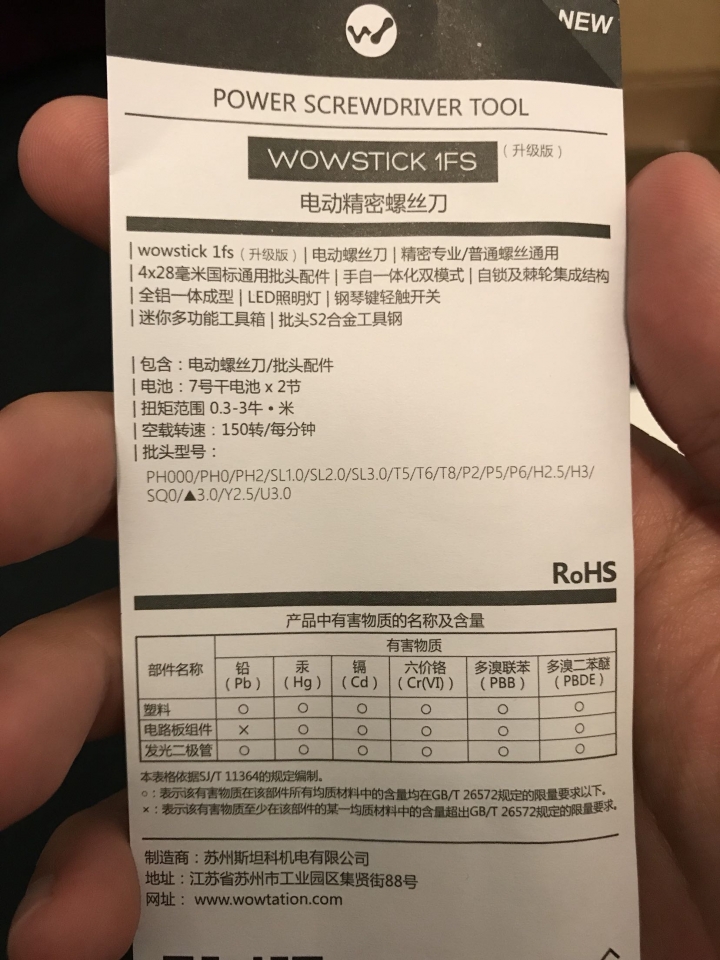 NEW
POWER SCREWDRIVER TOOL
WOWSTICK 1FS（升级版）
电动精密螺丝刀
| wowstick 1fs（升级版）| 电动螺丝刀 | 精密专业/普通螺丝通用
| 4x28毫米国标通用批头配件 | 手自一体化双模式 | 自锁及棘轮集成结构
| 全铝一体成型 | LED照明灯 | 钢琴键轻触开关
| 迷你多功能工具箱 | 批头S2合金工具钢
| 包含：电动螺丝刀/批头配件
| 电池：7号干电池 x 2节
| 扭矩范围 0.3-3牛·米
| 空载转速：150转/每分钟
| 批头型号：
PH000/PH0/PH2/SL1.0/SL2.0/SL3.0/T5/T6/T8/P2/P5/P6/H2.5/H3/
SQ0/▲3.0/Y2.5/U3.0
RoHS
产品中有害物质的名称及含量
部件名称 有害物质
铅（Pb） 汞（Hg） 镉（Cd） 六价铬（Cr(VI)） 多溴联苯（PBB） 多溴二苯醚（PBDE）
塑料 ○ ○ ○ ○ ○ ○
电路板组件 × ○ ○ ○ ○ ○
发光二极管 ○ ○ ○ ○ ○ ○
本表格依据SJ/T 11364的规定编制。
○：表示该有害物质在该部件所有均质材料中的含量均在GB/T 26572规定的限量要求以下。
×：表示该有害物质至少在该部件的某一均质材料中的含量超出GB/T 26572规定的限量要求。
制造商：苏州斯坦科机电有限公司
地址：江苏省苏州市工业园区集贤街88号
网址： www.wowtation.com